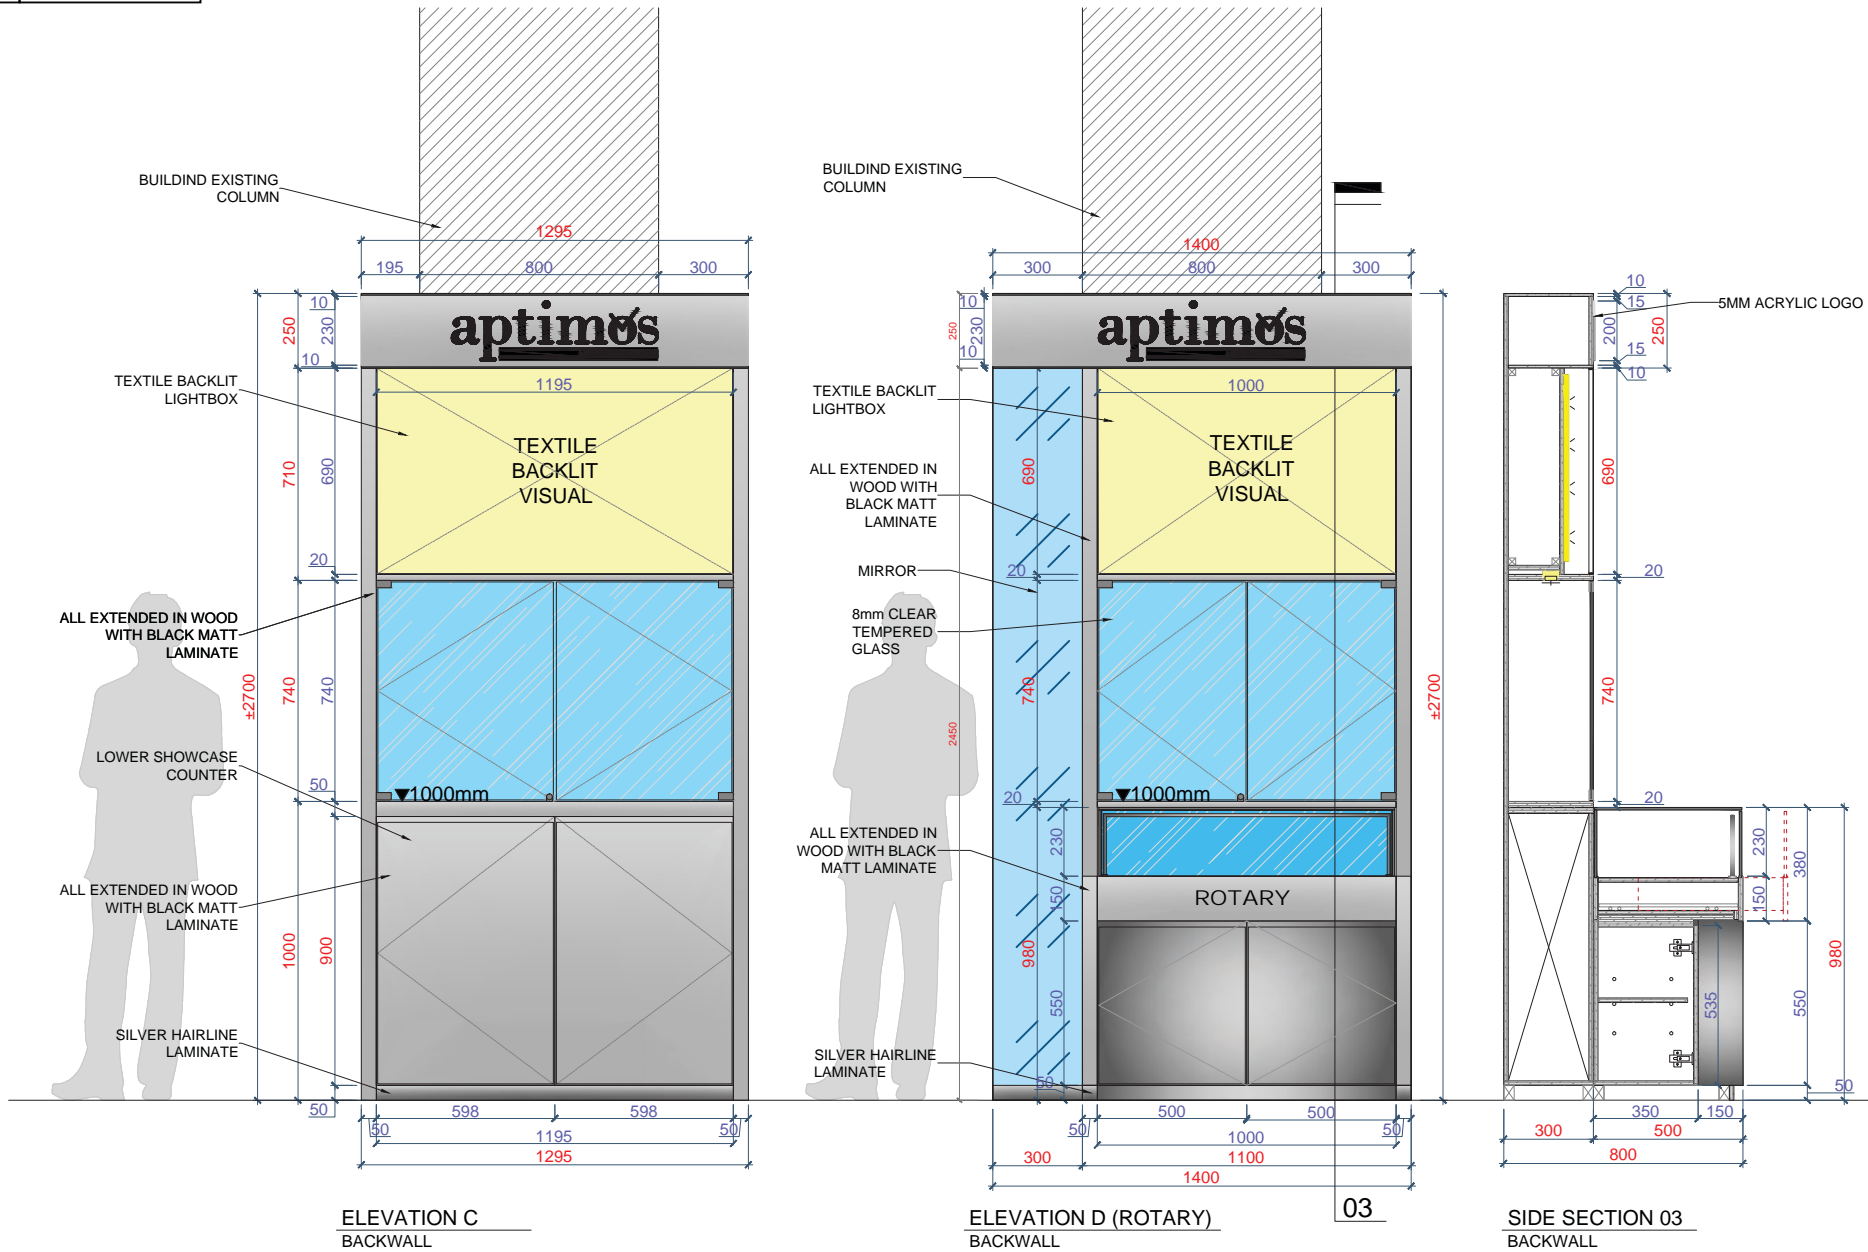 BUILDIND EXISTING
COLUMN
1295
195
800
300
10
250
230
10
aptimos
TEXTILE BACKLIT
LIGHTBOX
1195
TEXTILE
BACKLIT
VISUAL
710
690
20
ALL EXTENDED IN WOOD
WITH BLACK MATT
LAMINATE
±2700
740
740
LOWER SHOWCASE
COUNTER
50
▼1000mm
ALL EXTENDED IN WOOD
WITH BLACK MATT
LAMINATE
1000
900
SILVER HAIRLINE
LAMINATE
50
598
598
50
50
1195
1295
ELEVATION C
BACKWALL
BUILDIND EXISTING
COLUMN
1400
300
800
300
10
250
230
10
aptimos
TEXTILE BACKLIT
LIGHTBOX
1000
TEXTILE
BACKLIT
VISUAL
690
ALL EXTENDED IN
WOOD WITH
BLACK MATT
LAMINATE
MIRROR
20
8mm CLEAR
TEMPERED
GLASS
740
±2700
2450
20
▼1000mm
ALL EXTENDED IN
WOOD WITH BLACK
MATT LAMINATE
230
150
ROTARY
980
550
SILVER HAIRLINE
LAMINATE
50
500
500
50
50
1000
300
1100
1400
03
ELEVATION D (ROTARY)
BACKWALL
10
15
5MM ACRYLIC LOGO
200
250
15
10
690
20
740
20
230
380
150
980
535
550
50
350
150
300
500
800
SIDE SECTION 03
BACKWALL